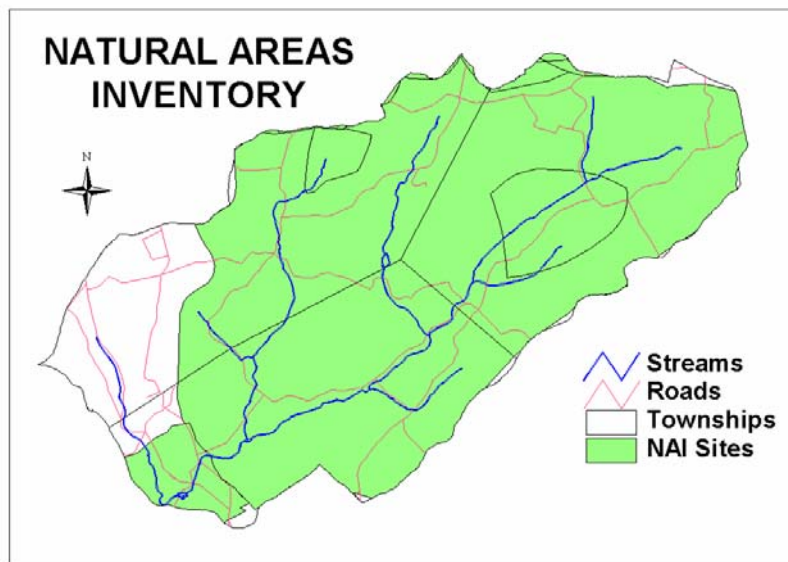 NATURAL AREAS
INVENTORY
N
Streams
Roads
Townships
NAI Sites